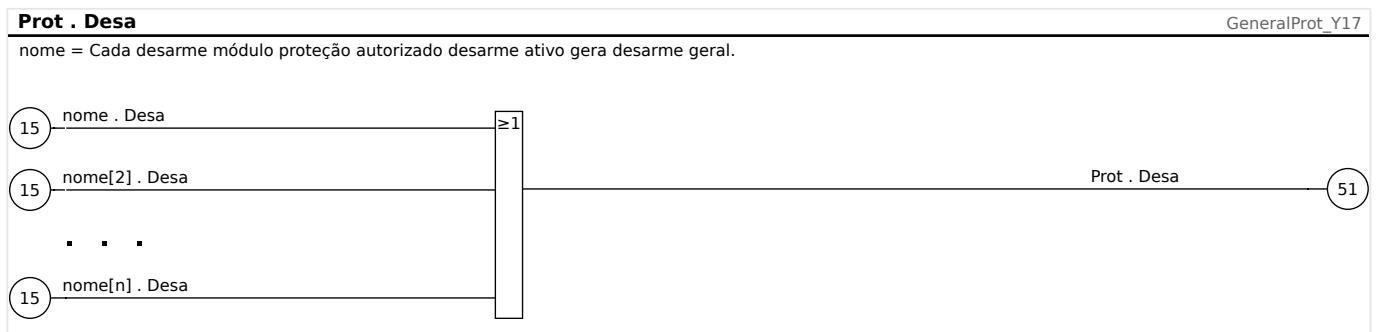 Prot . Desa
GeneralProt_Y17
nome = Cada desarme módulo proteção autorizado desarme ativo gera desarme geral.
15
nome . Desa
≥1
15
nome[2] . Desa
Prot . Desa
51
. . .
15
nome[n] . Desa